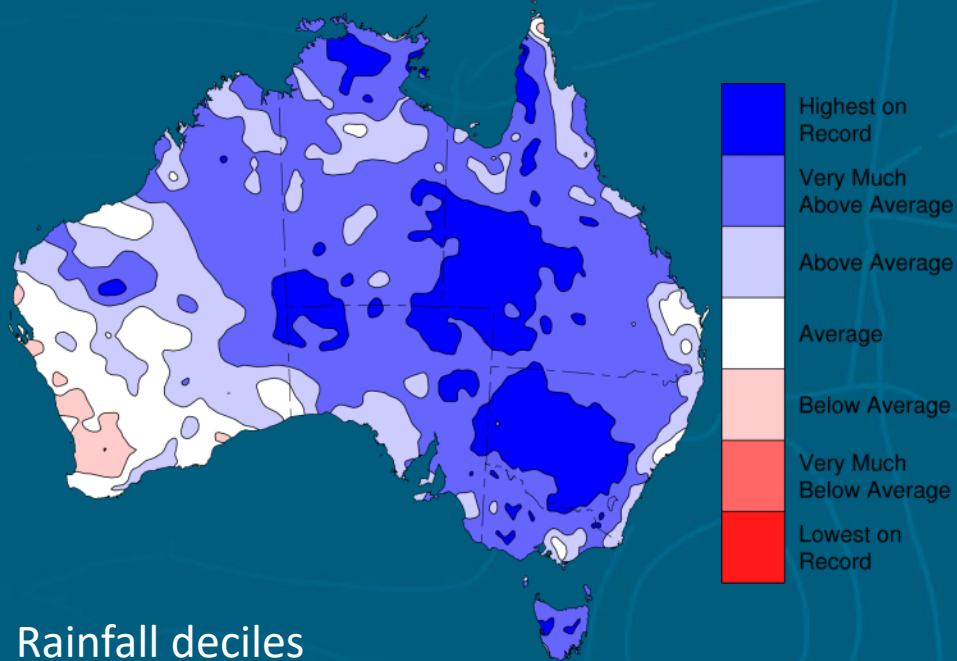 Highest on
Record
Very Much
Above Average
Above Average
Average
Below Average
Very Much
Below Average
Lowest on
Record
Rainfall deciles